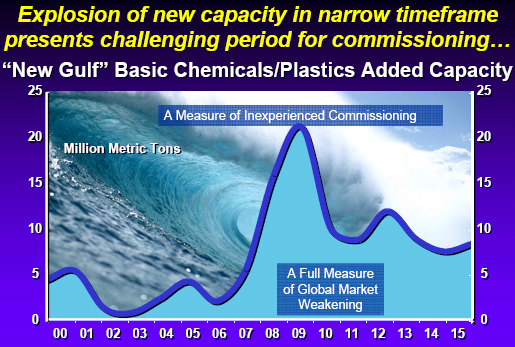 Explosion of new capacity in narrow timeframe
presents challenging period for commissioning…
“New Gulf” Basic Chemicals/Plastics Added Capacity
25 25
A Measure of Inexperienced Commissioning
20 20
Million Metric Tons
15 15
10 10
A Full Measure
of Global Market
Weakening
5 5
0 0
00 01 02 03 04 05 06 07 08 09 10 11 12 13 14 15